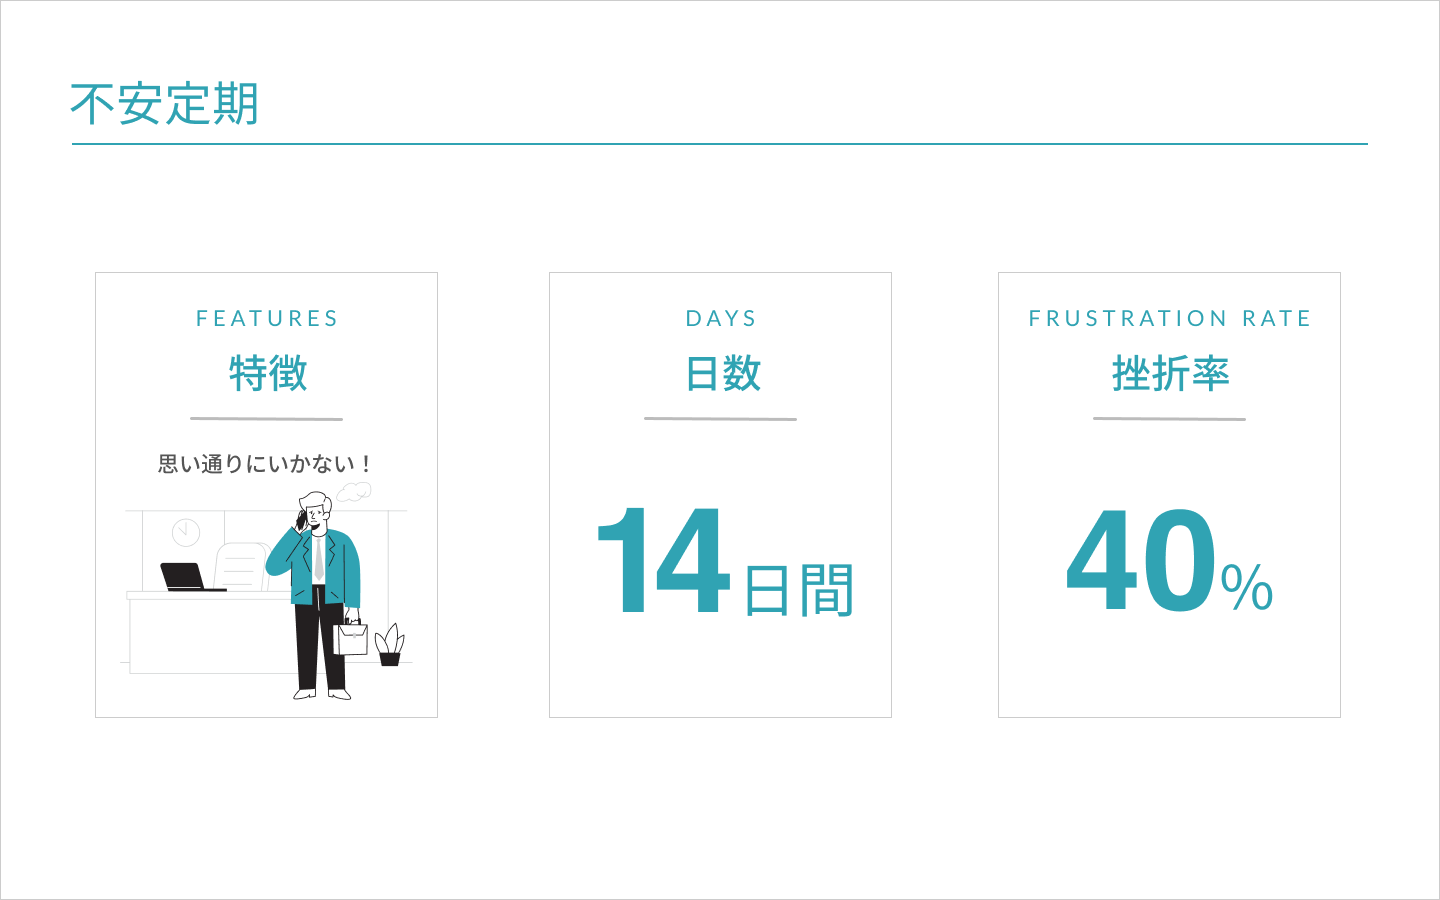 不安定期
FEATURES
特徴
思い通りにいかない！
DAYS
日数
14日間
FRUSTRATION RATE
挫折率
40%